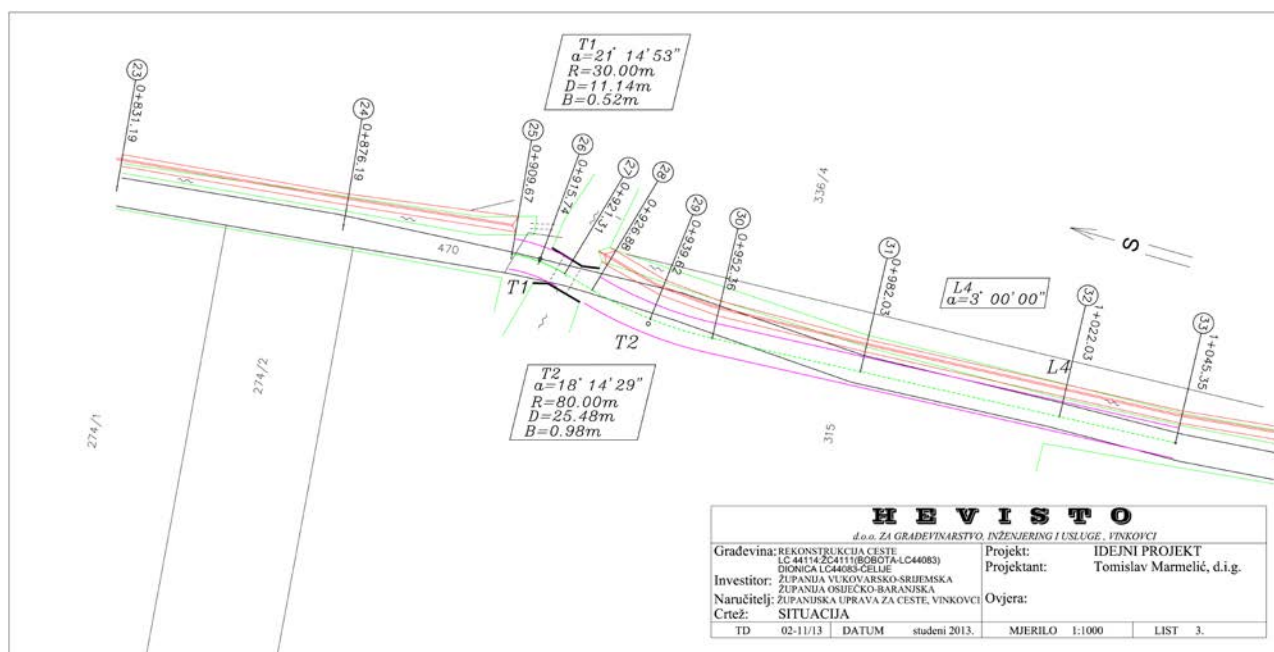 T1
a=21° 14'53"
R=30.00m
D=11.14m
B=0.52m
23 0+831.19
24 0+876.19
25 0+909.67
26 0+915.74
27 0+921.31
28 0+926.88
29 0+939.62
30 0+952.36
31 0+982.03
32 1+022.03
33 1+045.35
336/4
S
470
T1
T2
L4
a=3° 00'00"
L4
T2
a=18° 14'29"
R=80.00m
D=25.48m
B=0.98m
274/1
274/2
315
HEVISTO
d.o.o. ZA GRAĐEVINARSTVO, INŽENJERING I USLUGE , VINKOVCI
Građevina: REKONSTRUKCIJA CESTE
LC 44114:ŽC4111(BOBOTA-LC44083)
DIONICA LC44083-ĆELIJE
Investitor: ŽUPANIJA VUKOVARSKO-SRIJEMSKA
ŽUPANIJA OSIJEČKO-BARANJSKA
Naručitelj: ŽUPANIJSKA UPRAVA ZA CESTE, VINKOVCI
Crtež: SITUACIJA
Projekt: IDEJNI PROJEKT
Projektant: Tomislav Marmelić, d.i.g.
Ovjera:
TD 02-11/13 DATUM studeni 2013. MJERILO 1:1000 LIST 3.